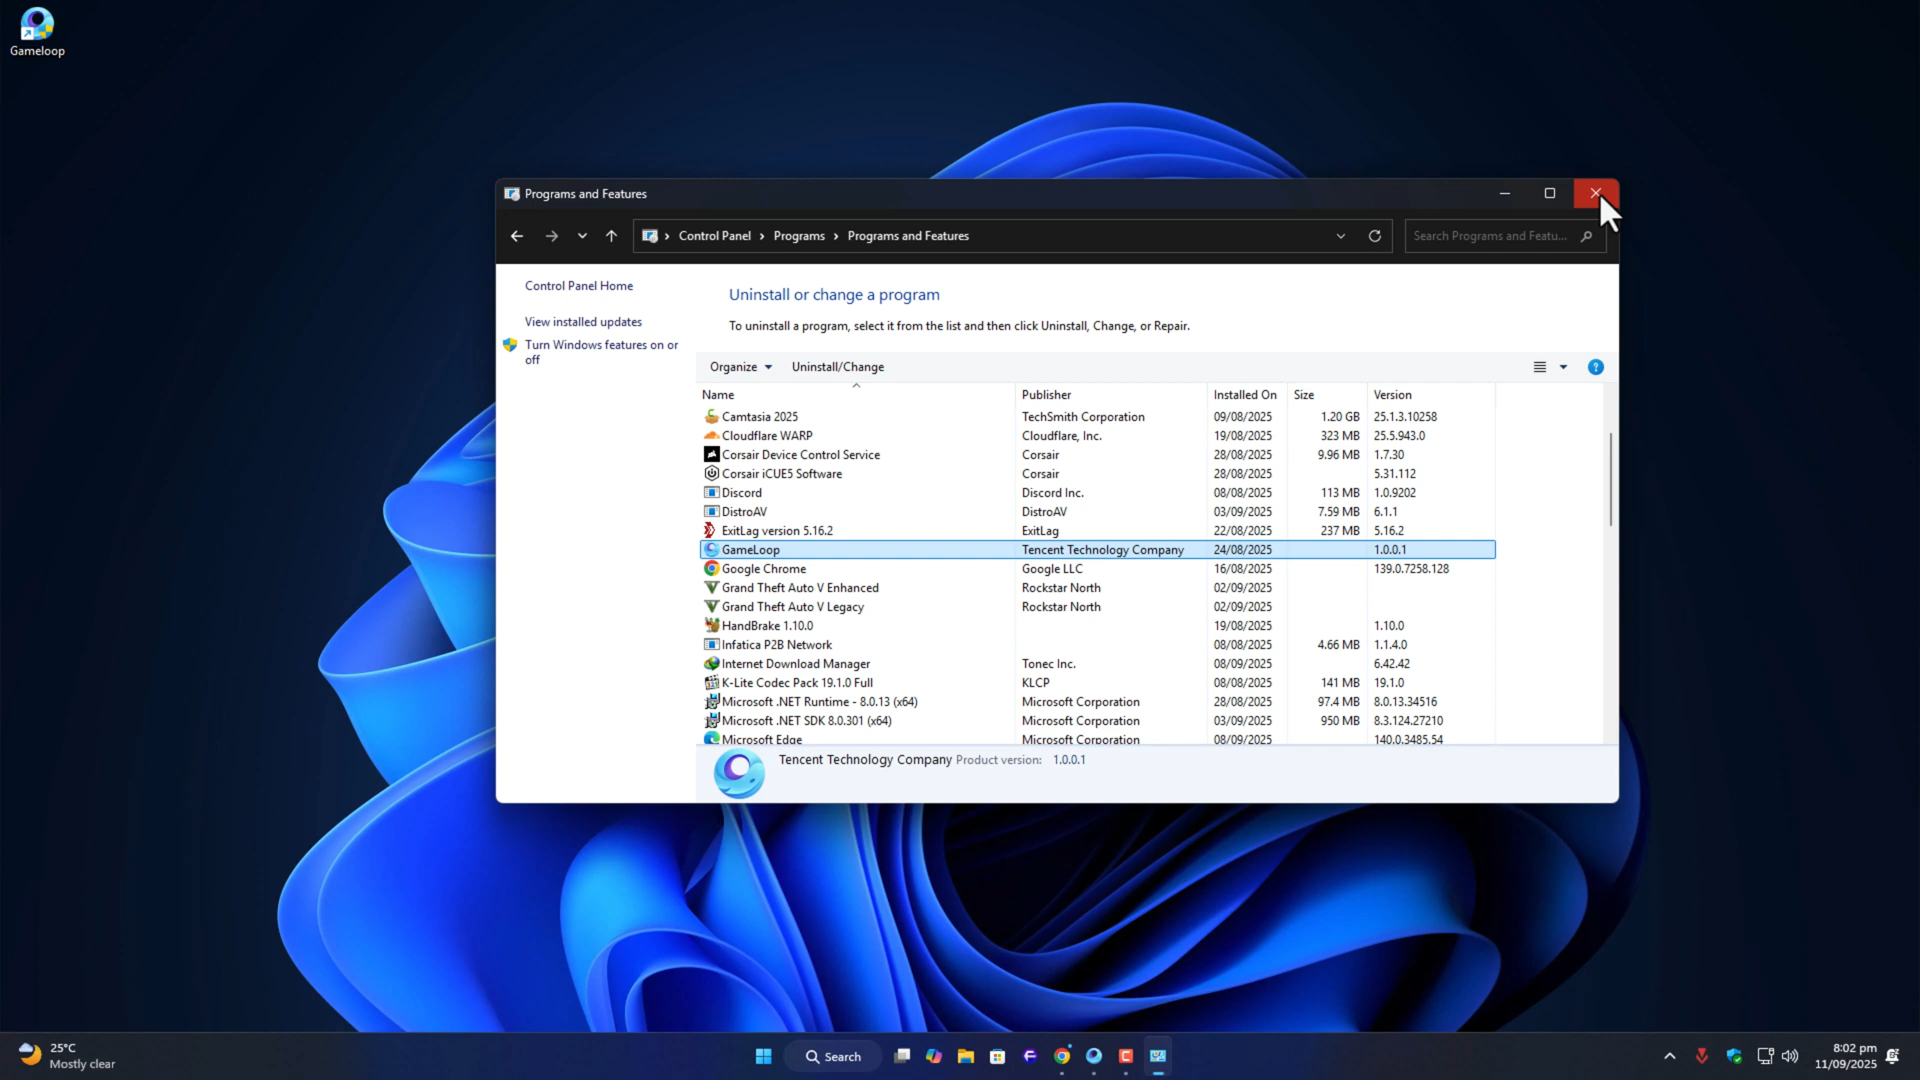 Gameloop
Programs and Features
Control Panel > Programs > Programs and Features
Search Programs and Featu...
Control Panel Home
View installed updates
Turn Windows features on or
off
Uninstall or change a program
To uninstall a program, select it from the list and then click Uninstall, Change, or Repair.
Organize Uninstall/Change
Name Publisher Installed On Size Version
Camtasia 2025 TechSmith Corporation 09/08/2025 1.20 GB 25.1.3.10258
Cloudflare WARP Cloudflare, Inc. 19/08/2025 323 MB 25.5.943.0
Corsair Device Control Service Corsair 28/08/2025 9.96 MB 1.7.30
Corsair iCUE5 Software Corsair 28/08/2025 5.31.112
Discord Discord Inc. 08/08/2025 113 MB 1.0.9202
DistroAV DistroAV 03/09/2025 7.59 MB 6.1.1
ExitLag version 5.16.2 ExitLag 22/08/2025 237 MB 5.16.2
GameLoop Tencent Technology Company 24/08/2025 1.0.0.1
Google Chrome Google LLC 16/08/2025 139.0.7258.128
Grand Theft Auto V Enhanced Rockstar North 02/09/2025
Grand Theft Auto V Legacy Rockstar North 02/09/2025
HandBrake 1.10.0 19/08/2025 1.10.0
Infatica P2B Network 08/08/2025 4.66 MB 1.1.4.0
Internet Download Manager Tonec Inc. 08/09/2025 6.42.42
K-Lite Codec Pack 19.1.0 Full KLCP 08/08/2025 141 MB 19.1.0
Microsoft .NET Runtime - 8.0.13 (x64) Microsoft Corporation 28/08/2025 97.4 MB 8.0.13.34516
Microsoft .NET SDK 8.0.301 (x64) Microsoft Corporation 03/09/2025 950 MB 8.3.124.27210
Microsoft Edge Microsoft Corporation 08/09/2025 140.0.3485.54
Tencent Technology Company Product version: 1.0.0.1
25°C
Mostly clear
Search
8:02 pm
11/09/2025